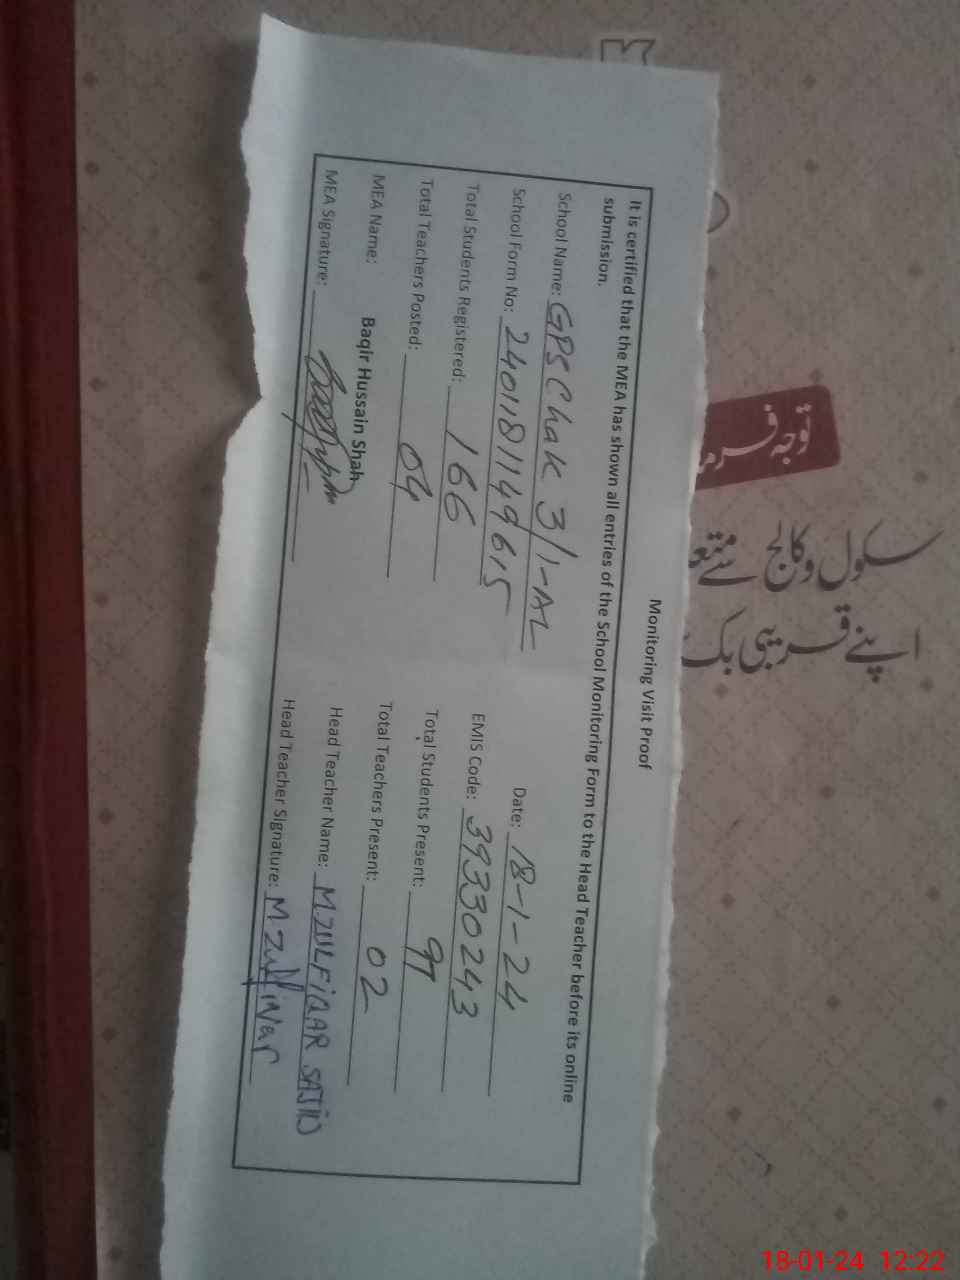 Monitoring Visit Proof
It is certified that the MEA has shown all entries of the School Monitoring Form to the Head Teacher before its online
submission.
School Name: GPS Chak 3/1-AL
Date: 18-1-24
School Form No: 240118114 9615
EMIS Code: 39330243
Total Students Registered: 166
Total Students Present: 97
Total Teachers Posted: 04
Total Teachers Present: 02
MEA Name: Baqir Hussain Shah
Head Teacher Name: M.ZULFiQAR SAJID
MEA Signature:
Head Teacher Signature: M.Zulfiqar
توجہ فرم
سکول و کالج سے متع
اپنے قریبی بک
18-01-24 12:22